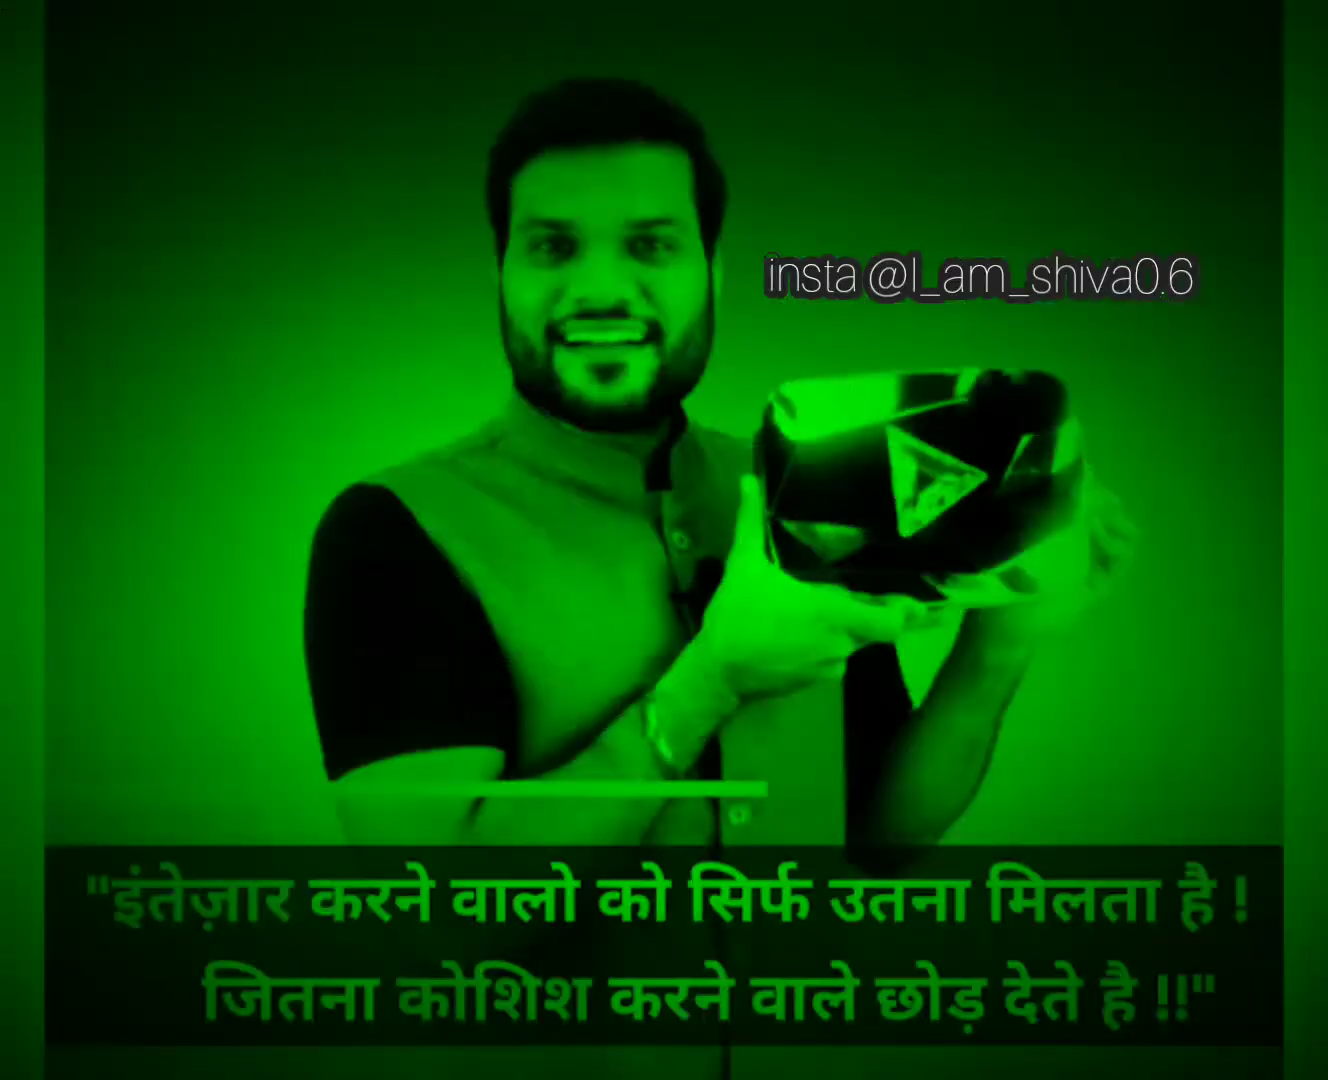 insta@I_am_shiva0.6
"इंतेज़ार करने वालो को सिर्फ उतना मिलता है !
जितना कोशिश करने वाले छोड़ देते है !!"